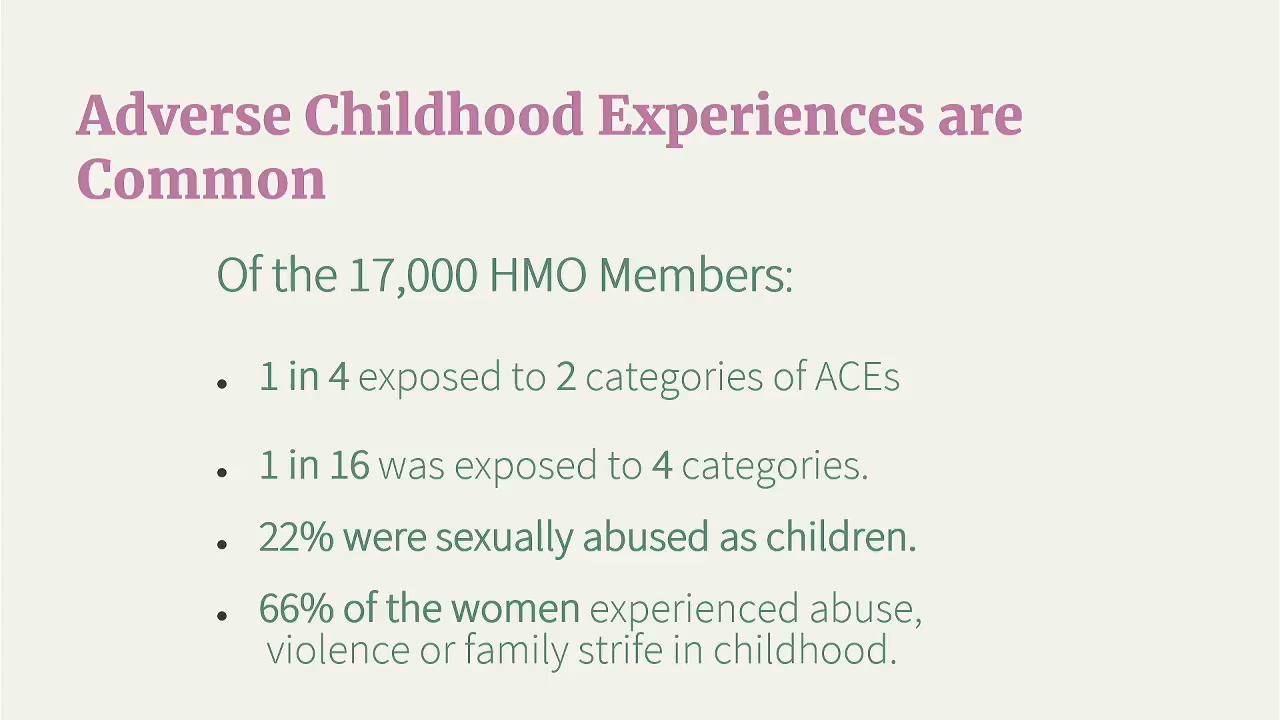 Adverse Childhood Experiences are
Common
Of the 17,000 HMO Members:
• 1 in 4 exposed to 2 categories of ACEs
• 1 in 16 was exposed to 4 categories.
• 22% were sexually abused as children.
• 66% of the women experienced abuse,
violence or family strife in childhood.